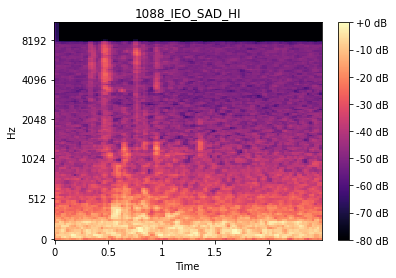 1088_IEO_SAD_HI
8192
4096
2048
1024
512
0
Hz
0
0.5
1
1.5
2
Time
+0 dB
-10 dB
-20 dB
-30 dB
-40 dB
-50 dB
-60 dB
-70 dB
-80 dB